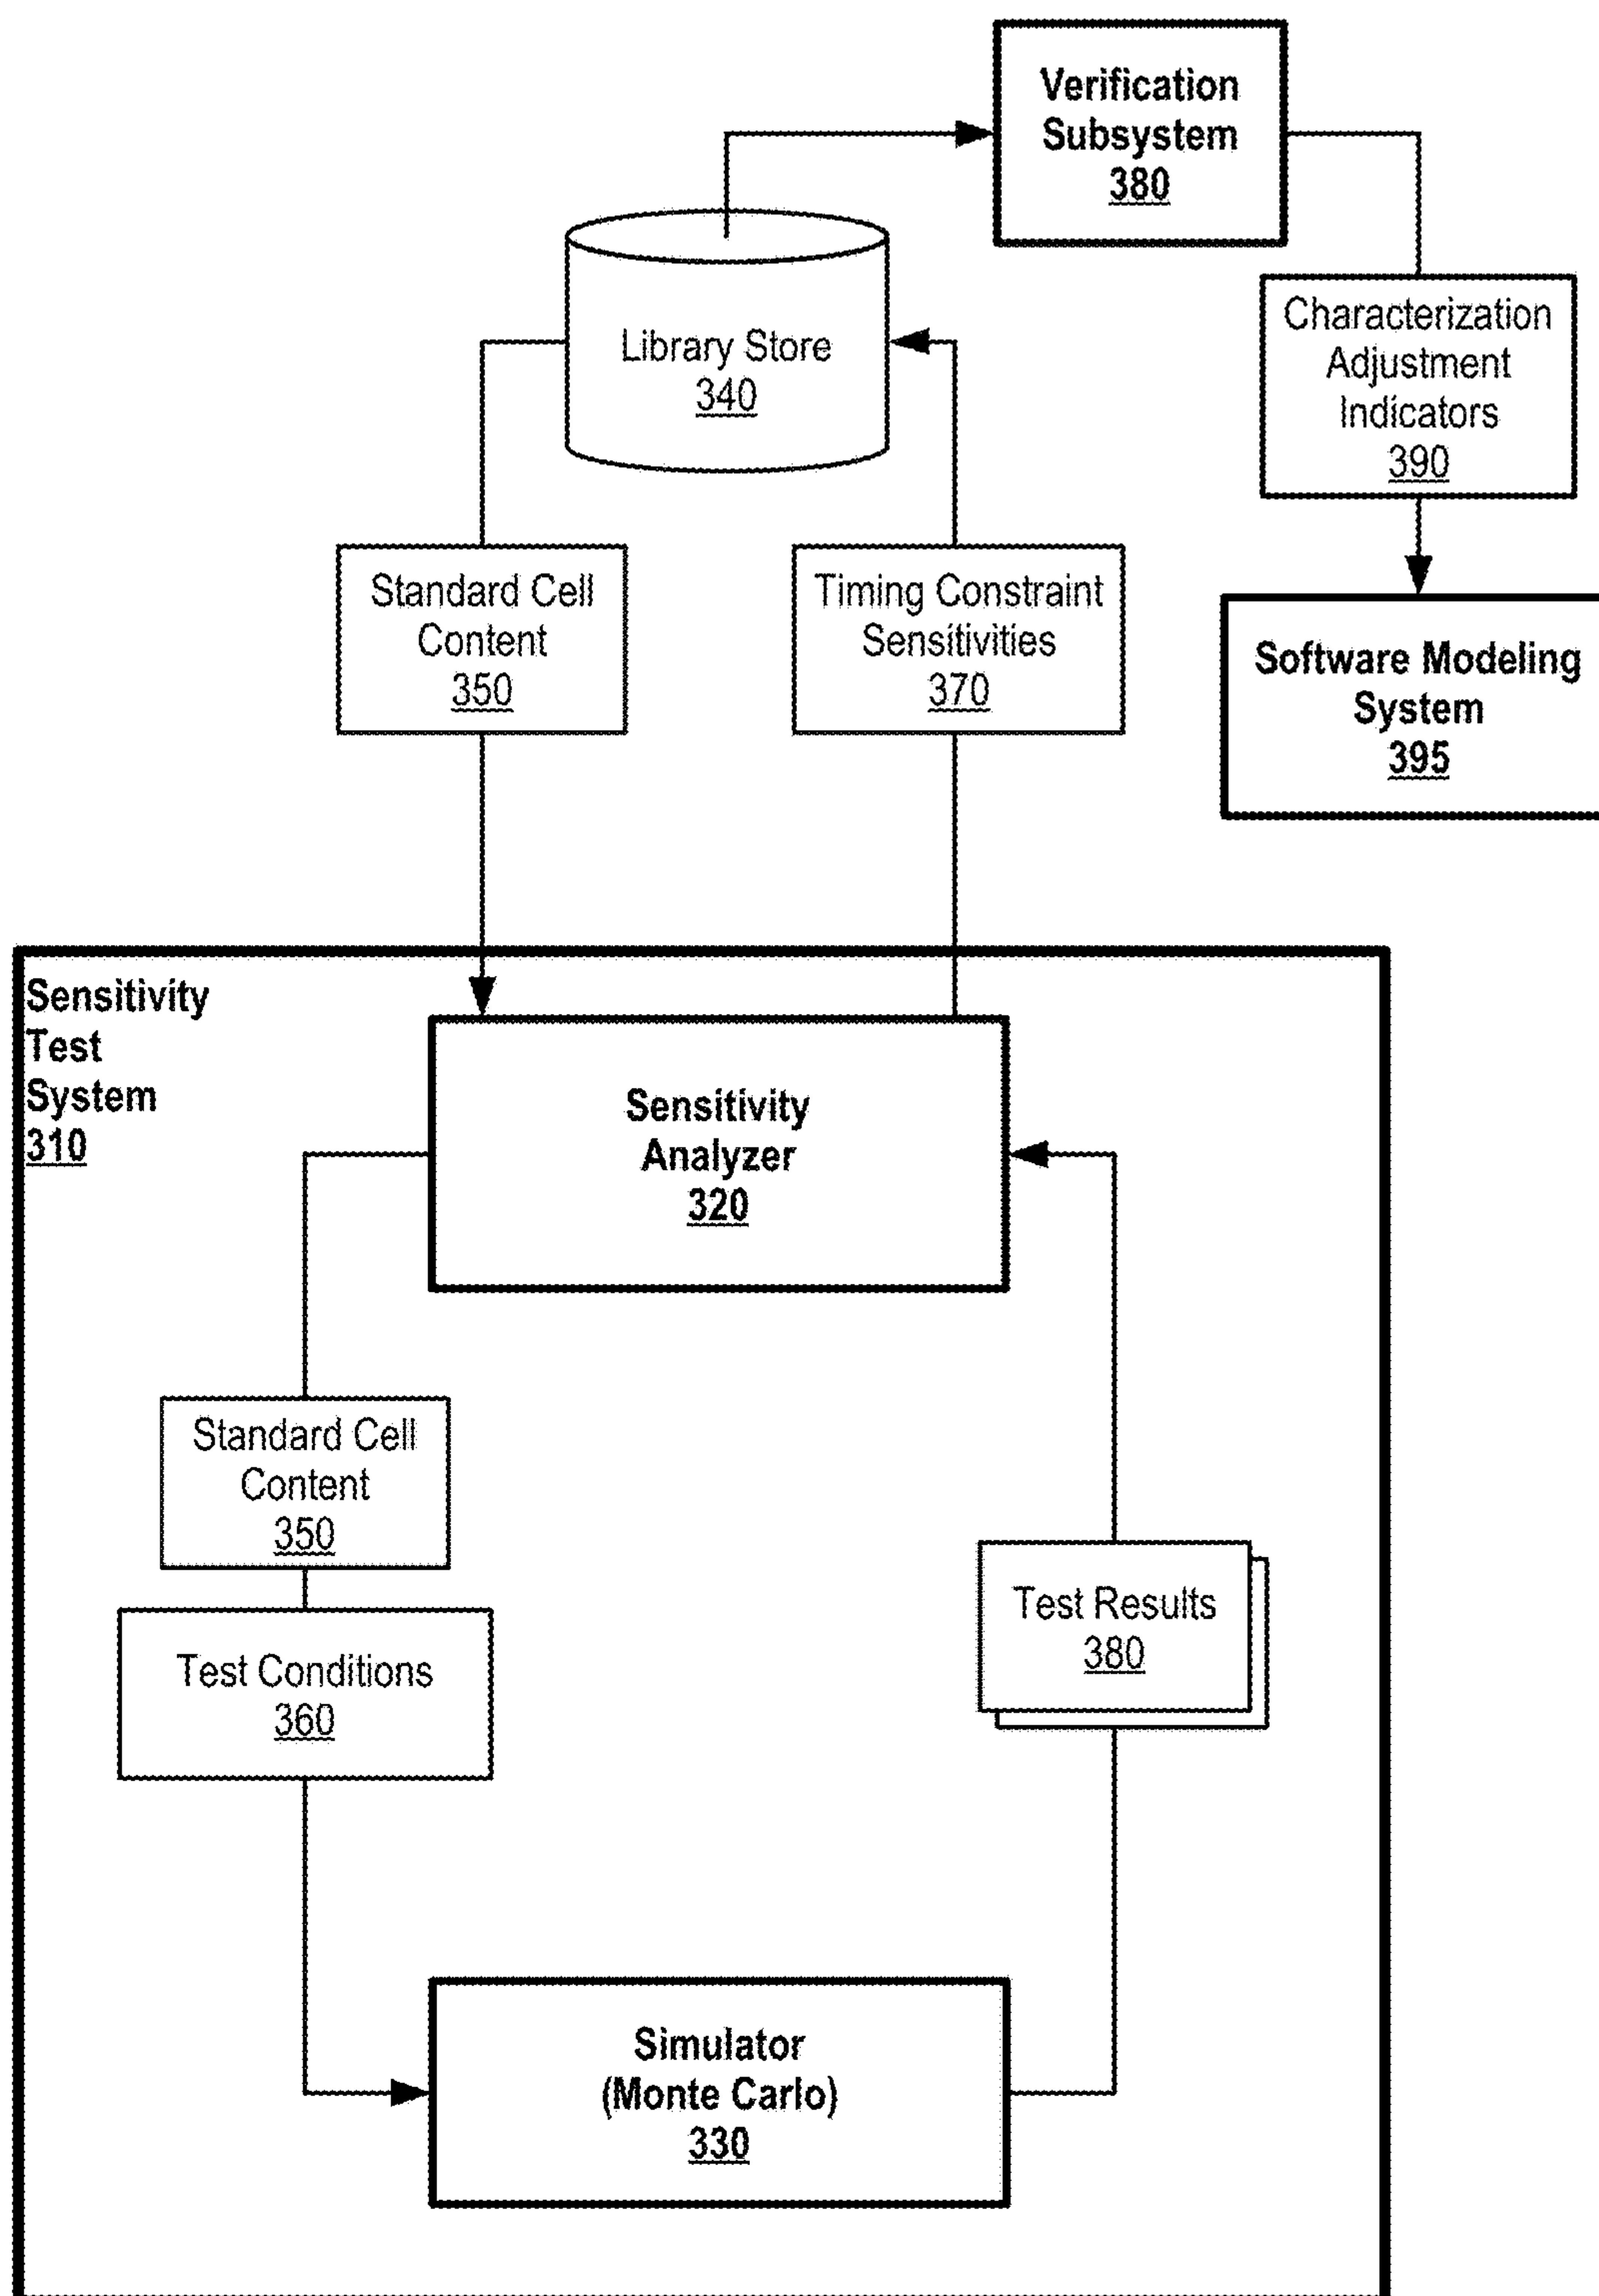 Verification
Subsystem
380
Library Store
340
Characterization
Adjustment
Indicators
390
Standard Cell
Content
350
Timing Constraint
Sensitivities
370
Software Modeling
System
395
Sensitivity
Test
System
310
Sensitivity
Analyzer
320
Standard Cell
Content
350
Test Conditions
360
Test Results
380
Simulator
(Monte Carlo)
330